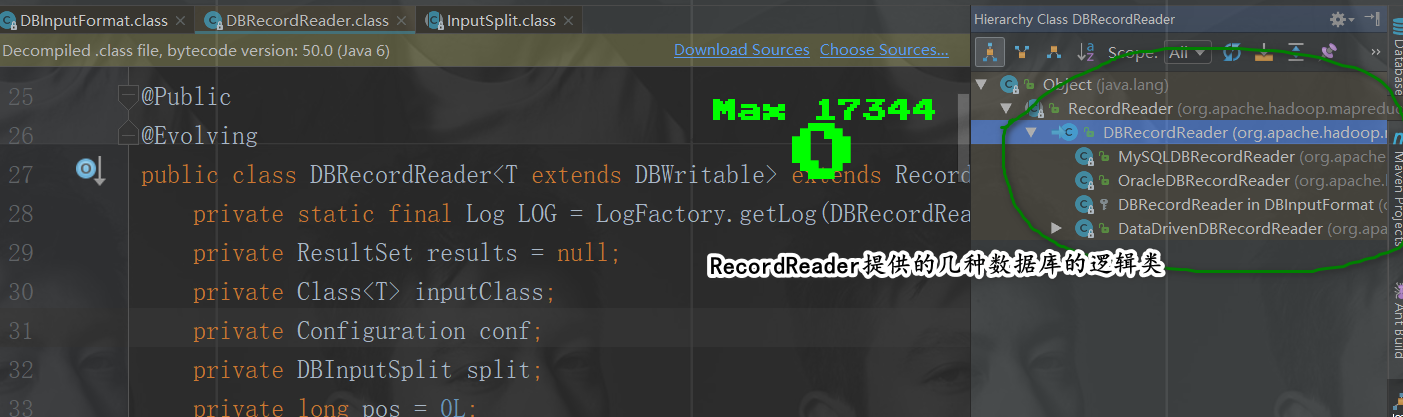 DBInputFormat.class
DBRecordReader.class
InputSplit.class
Hierarchy Class DBRecordReader
Decompiled .class file, bytecode version: 50.0 (Java 6)
Download Sources
Choose Sources...
Scope: All
25 @Public
26 @Evolving
27 public class DBRecordReader<T extends DBWritable> extends Record
28 private static final Log LOG = LogFactory.getLog(DBRecordRea
29 private ResultSet results = null;
30 private Class<T> inputClass;
31 private Configuration conf;
32 private DBInputSplit split;
33 private long pos = 0L;
Max 17344
0
RecordReader提供的几种数据库的逻辑类
Object (java.lang)
RecordReader (org.apache.hadoop.mapreduc
DBRecordReader (org.apache.hadoop.
MySQLDBRecordReader (org.apache
OracleDBRecordReader (org.apache.
DBRecordReader in DBInputFormat (
DataDrivenDBRecordReader (org.apa
Database
Maven Projects
Ant Build